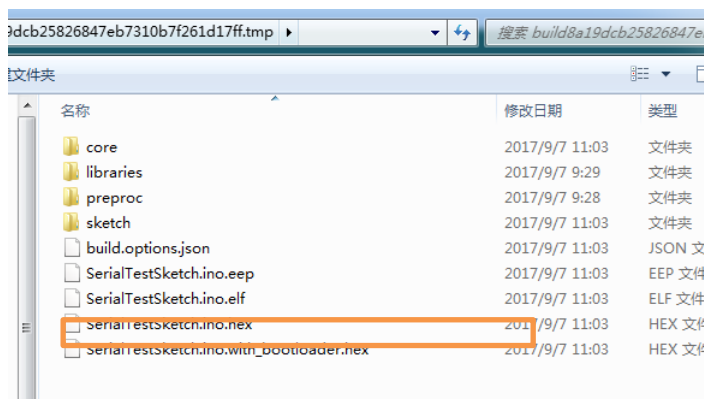 9dcb25826847eb7310b7f261d17ff.tmp 搜索 build8a19dcb25826847e
建文件夹
名称 修改日期 类型
core 2017/9/7 11:03 文件夹
libraries 2017/9/7 9:29 文件夹
preproc 2017/9/7 9:28 文件夹
sketch 2017/9/7 11:03 文件夹
build.options.json 2017/9/7 11:03 JSON 文
SerialTestSketch.ino.eep 2017/9/7 11:03 EEP 文件
SerialTestSketch.ino.elf 2017/9/7 11:03 ELF 文件
SerialTestSketch.ino.hex 2017/9/7 11:03 HEX 文件
SerialTestSketch.ino.with_bootloader.hex 2017/9/7 11:03 HEX 文件